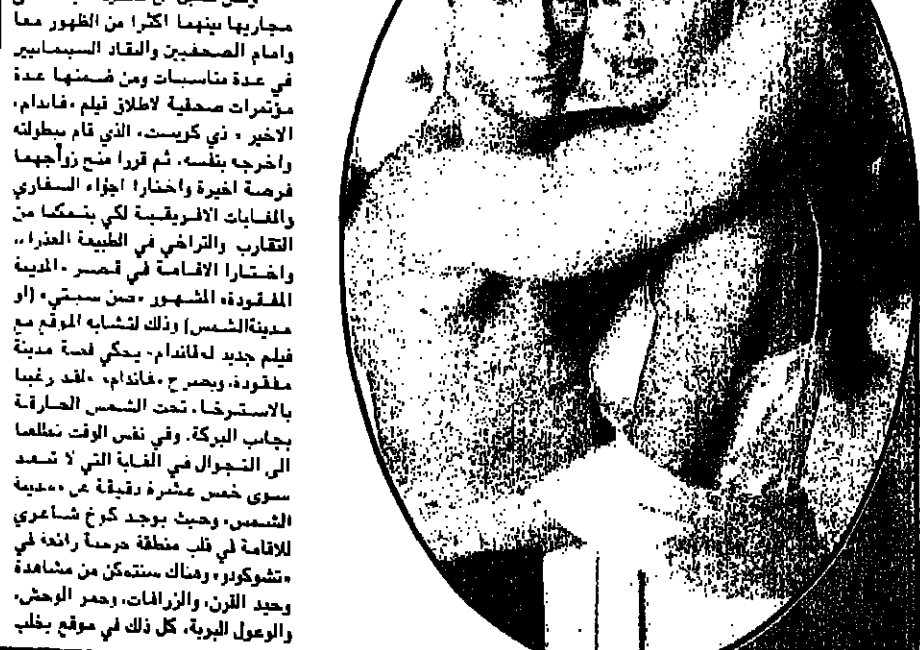 مجاريها بينهما اكثرا من الظهور معا
وامام الصحفيين والنقاد السينمايير
في عدة مناسبات ومن ضمنها عدة
مؤتمرات صحفية لاطلاق فيلم «فاندام»
الاخير « ذي كويست» الذي قام ببطولته
واخرجه بنفسه. ثم قررا منح زواجهما
فرصة اخيرة واختارا اجواء السفاري
والغابات الافريقية لكي يتمكنا من
التقارب والتراخي في الطبيعة العذراء..
واختارا الاقامة في قصر «المدينة
المفقودة» المشهور «صن سيتي» (او
مدينةالشمس) وذلك لتشابه الموقع مع
فيلم جديد لـ«فاندام» يحكي قصة مدينة
مفقودة. ويصرح «فاندام» «لقد رغبنا
بالاسترخاء تحت الشمس الحارقة
بجانب البركة. وفي نفس الوقت تطلعنا
الى التجوال في الغابة التي لا تبعد
سوى خمس عشرة دقيقة عن «مدينة
الشمس» وحيث يوجد كوخ شاعري
للاقامة في قلب منطقة حرجية رائعة في
«تشوكودو» وهناك سنتمكن من مشاهدة
وحيد القرن، والزرافات، وحمر الوحش،
والوعول البرية، كل ذلك في موقع يخلب